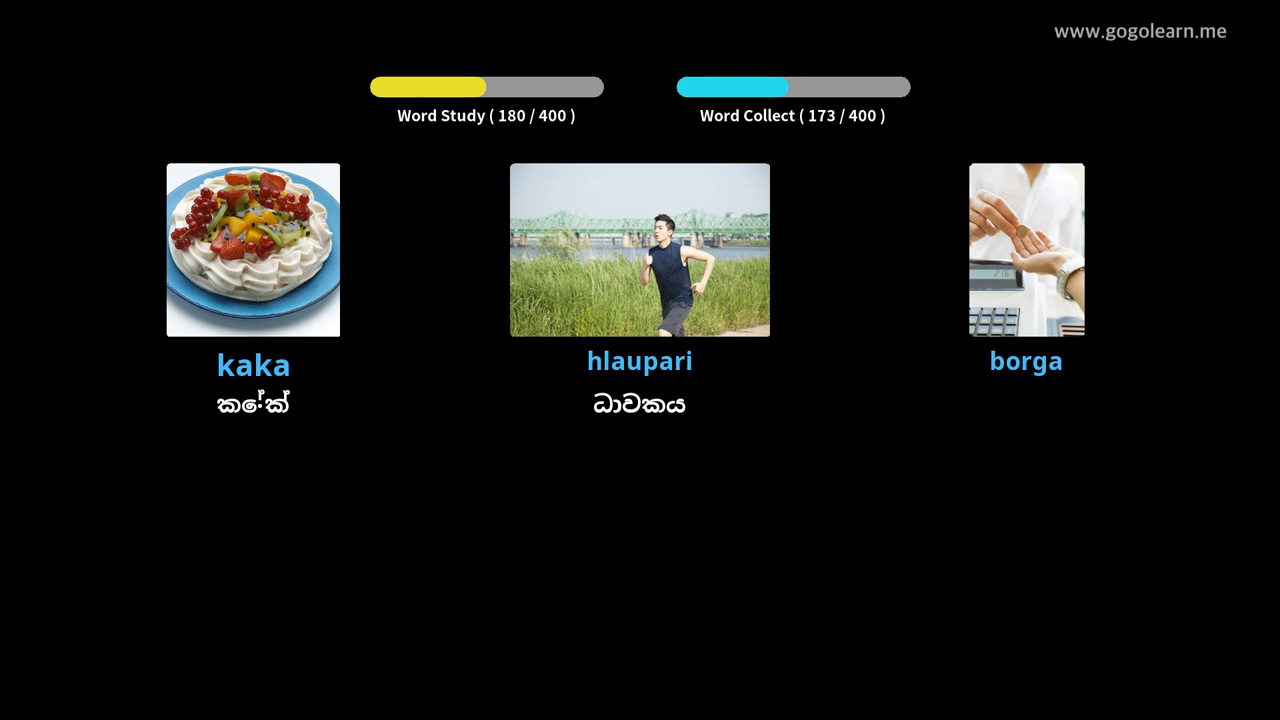 www.gogolearn.me
Word Study ( 180 / 400 )
Word Collect ( 173 / 400 )
kaka
hlaupari
borga
කේක්
ධාවකය